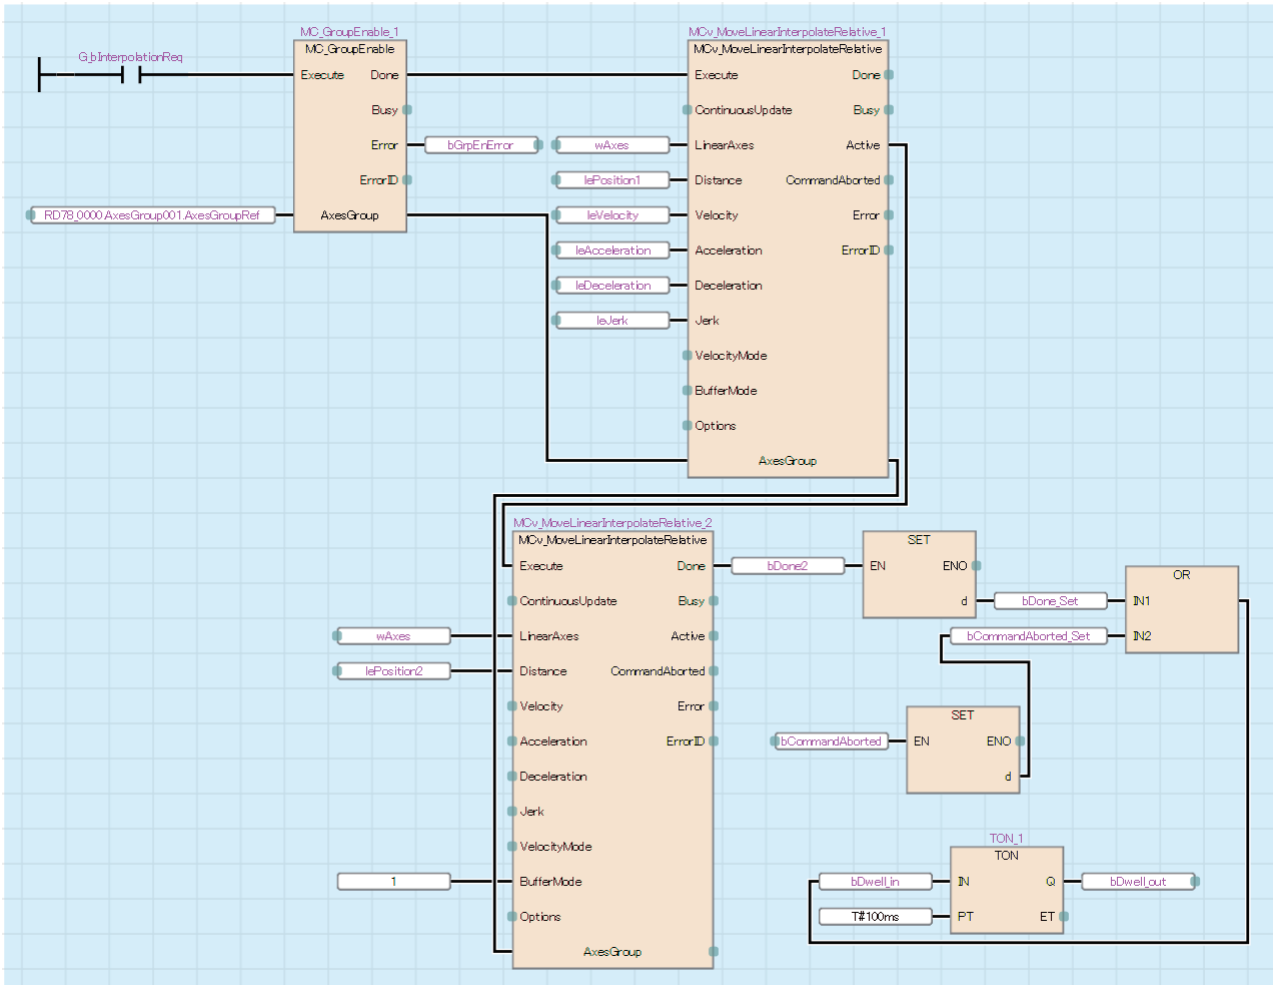 MC_GroupEnable_1
MC_GroupEnable
G_bInterpolationReq
Execute Done
Busy
Error
bGrpEnError
ErrorID
RD78_0000.AxesGroup001.AxesGroupRef
AxesGroup
MCv_MoveLinearInterpolateRelative_1
MCv_MoveLinearInterpolateRelative
Execute Done
ContinuousUpdate Busy
wAxes
LinearAxes Active
lePosition1
Distance CommandAborted
leVelocity
Velocity Error
leAcceleration
Acceleration ErrorID
leDeceleration
Deceleration
leJerk
Jerk
VelocityMode
BufferMode
Options
AxesGroup
MCv_MoveLinearInterpolateRelative_2
MCv_MoveLinearInterpolateRelative
Execute Done
bDone2
ContinuousUpdate Busy
wAxes
LinearAxes Active
lePosition2
Distance CommandAborted
Velocity Error
Acceleration ErrorID
Deceleration
Jerk
VelocityMode
1
BufferMode
Options
AxesGroup
SET
EN ENO
d
bDone_Set
OR
IN1
bCommandAborted_Set
IN2
SET
bCommandAborted
EN ENO
d
TON_1
TON
bDwell_in
IN Q
bDwell_out
T#100ms
PT ET